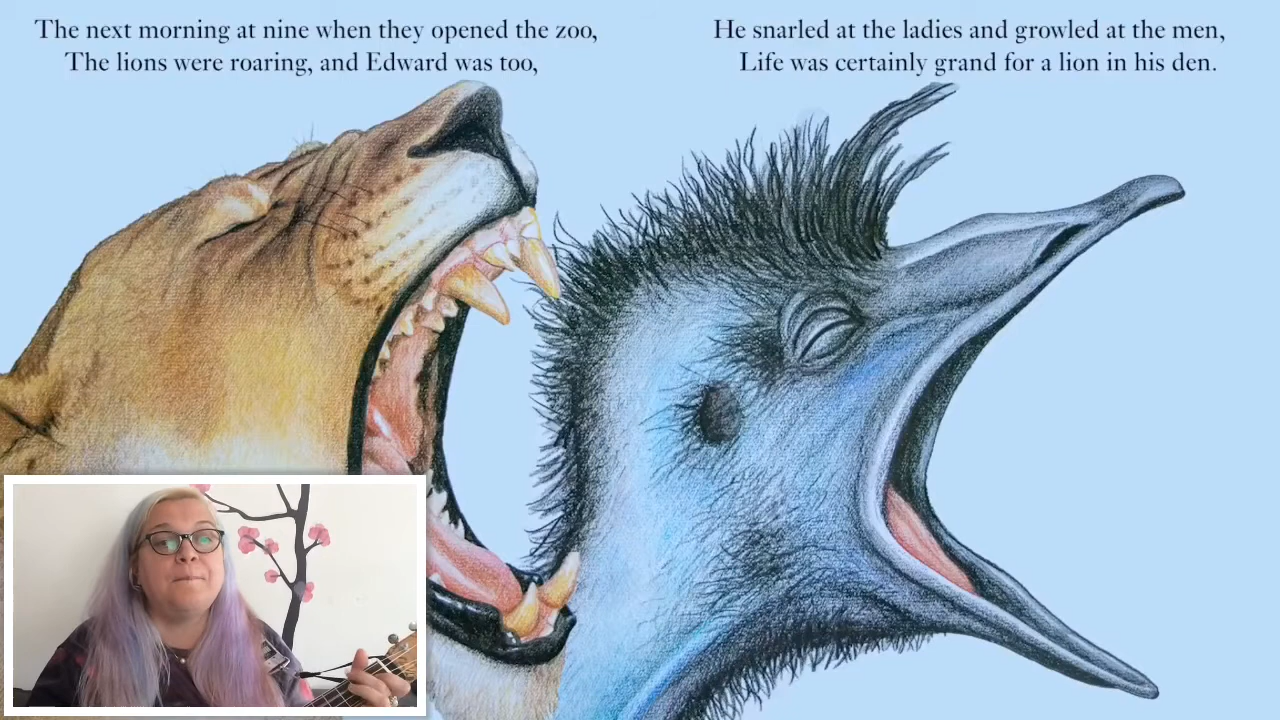 The next morning at nine when they opened the zoo,
The lions were roaring, and Edward was too,
He snarled at the ladies and growled at the men,
Life was certainly grand for a lion in his den.